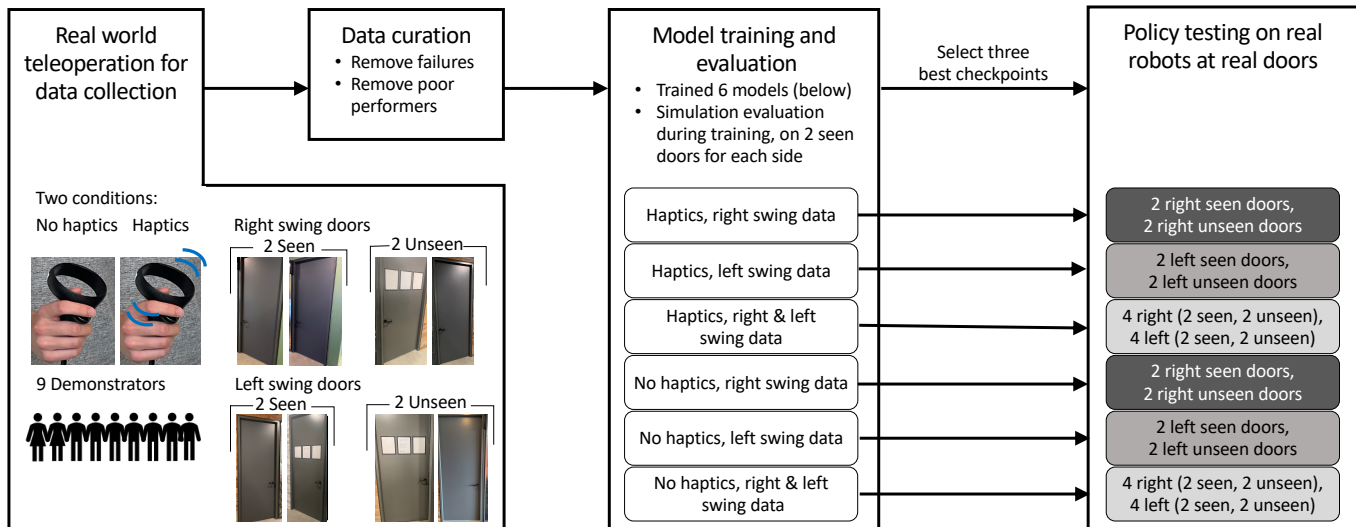 Real world
teleoperation for
data collection
Data curation
• Remove failures
• Remove poor
performers
Model training and
evaluation
• Trained 6 models (below)
• Simulation evaluation
during training, on 2 seen
doors for each side
Select three
best checkpoints
Policy testing on real
robots at real doors
Two conditions:
No haptics
Haptics
9 Demonstrators
Right swing doors
2 Seen
2 Unseen
Left swing doors
2 Seen
2 Unseen
Haptics, right swing data
Haptics, left swing data
Haptics, right & left
swing data
No haptics, right swing data
No haptics, left swing data
No haptics, right & left
swing data
2 right seen doors,
2 right unseen doors
2 left seen doors,
2 left unseen doors
4 right (2 seen, 2 unseen),
4 left (2 seen, 2 unseen)
2 right seen doors,
2 right unseen doors
2 left seen doors,
2 left unseen doors
4 right (2 seen, 2 unseen),
4 left (2 seen, 2 unseen)